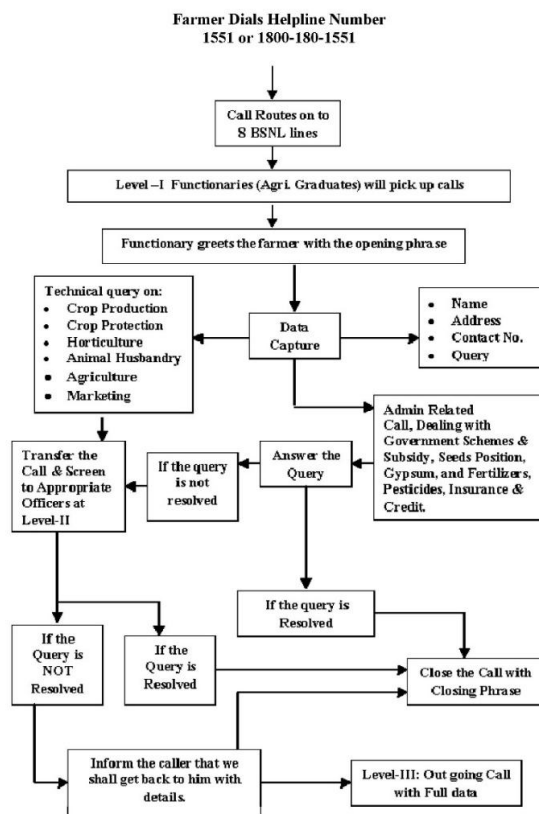 Farmer Dials Helpline Number
1551 or 1800-180-1551
Call Routes on to
8 BSNL lines
Level –I Functionaries (Agri. Graduates) will pick up calls
Functionary greets the farmer with the opening phrase
Technical query on:
• Crop Production
• Crop Protection
• Horticulture
• Animal Husbandry
• Agriculture
• Marketing
Data
Capture
• Name
• Address
• Contact No.
• Query
Admin Related
Call, Dealing with
Government Schemes &
Subsidy, Seeds Position,
Gypsum, and Fertilizers,
Pesticides, Insurance &
Credit.
Answer the
Query
If the query
is not
resolved
Transfer the
Call & Screen
to Appropriate
Officers at
Level-II
If the query is
Resolved
If the
Query is
NOT
Resolved
If the
Query is
Resolved
Close the Call with
Closing Phrase
Inform the caller that we
shall get back to him with
details.
Level-III: Out going Call
with Full data